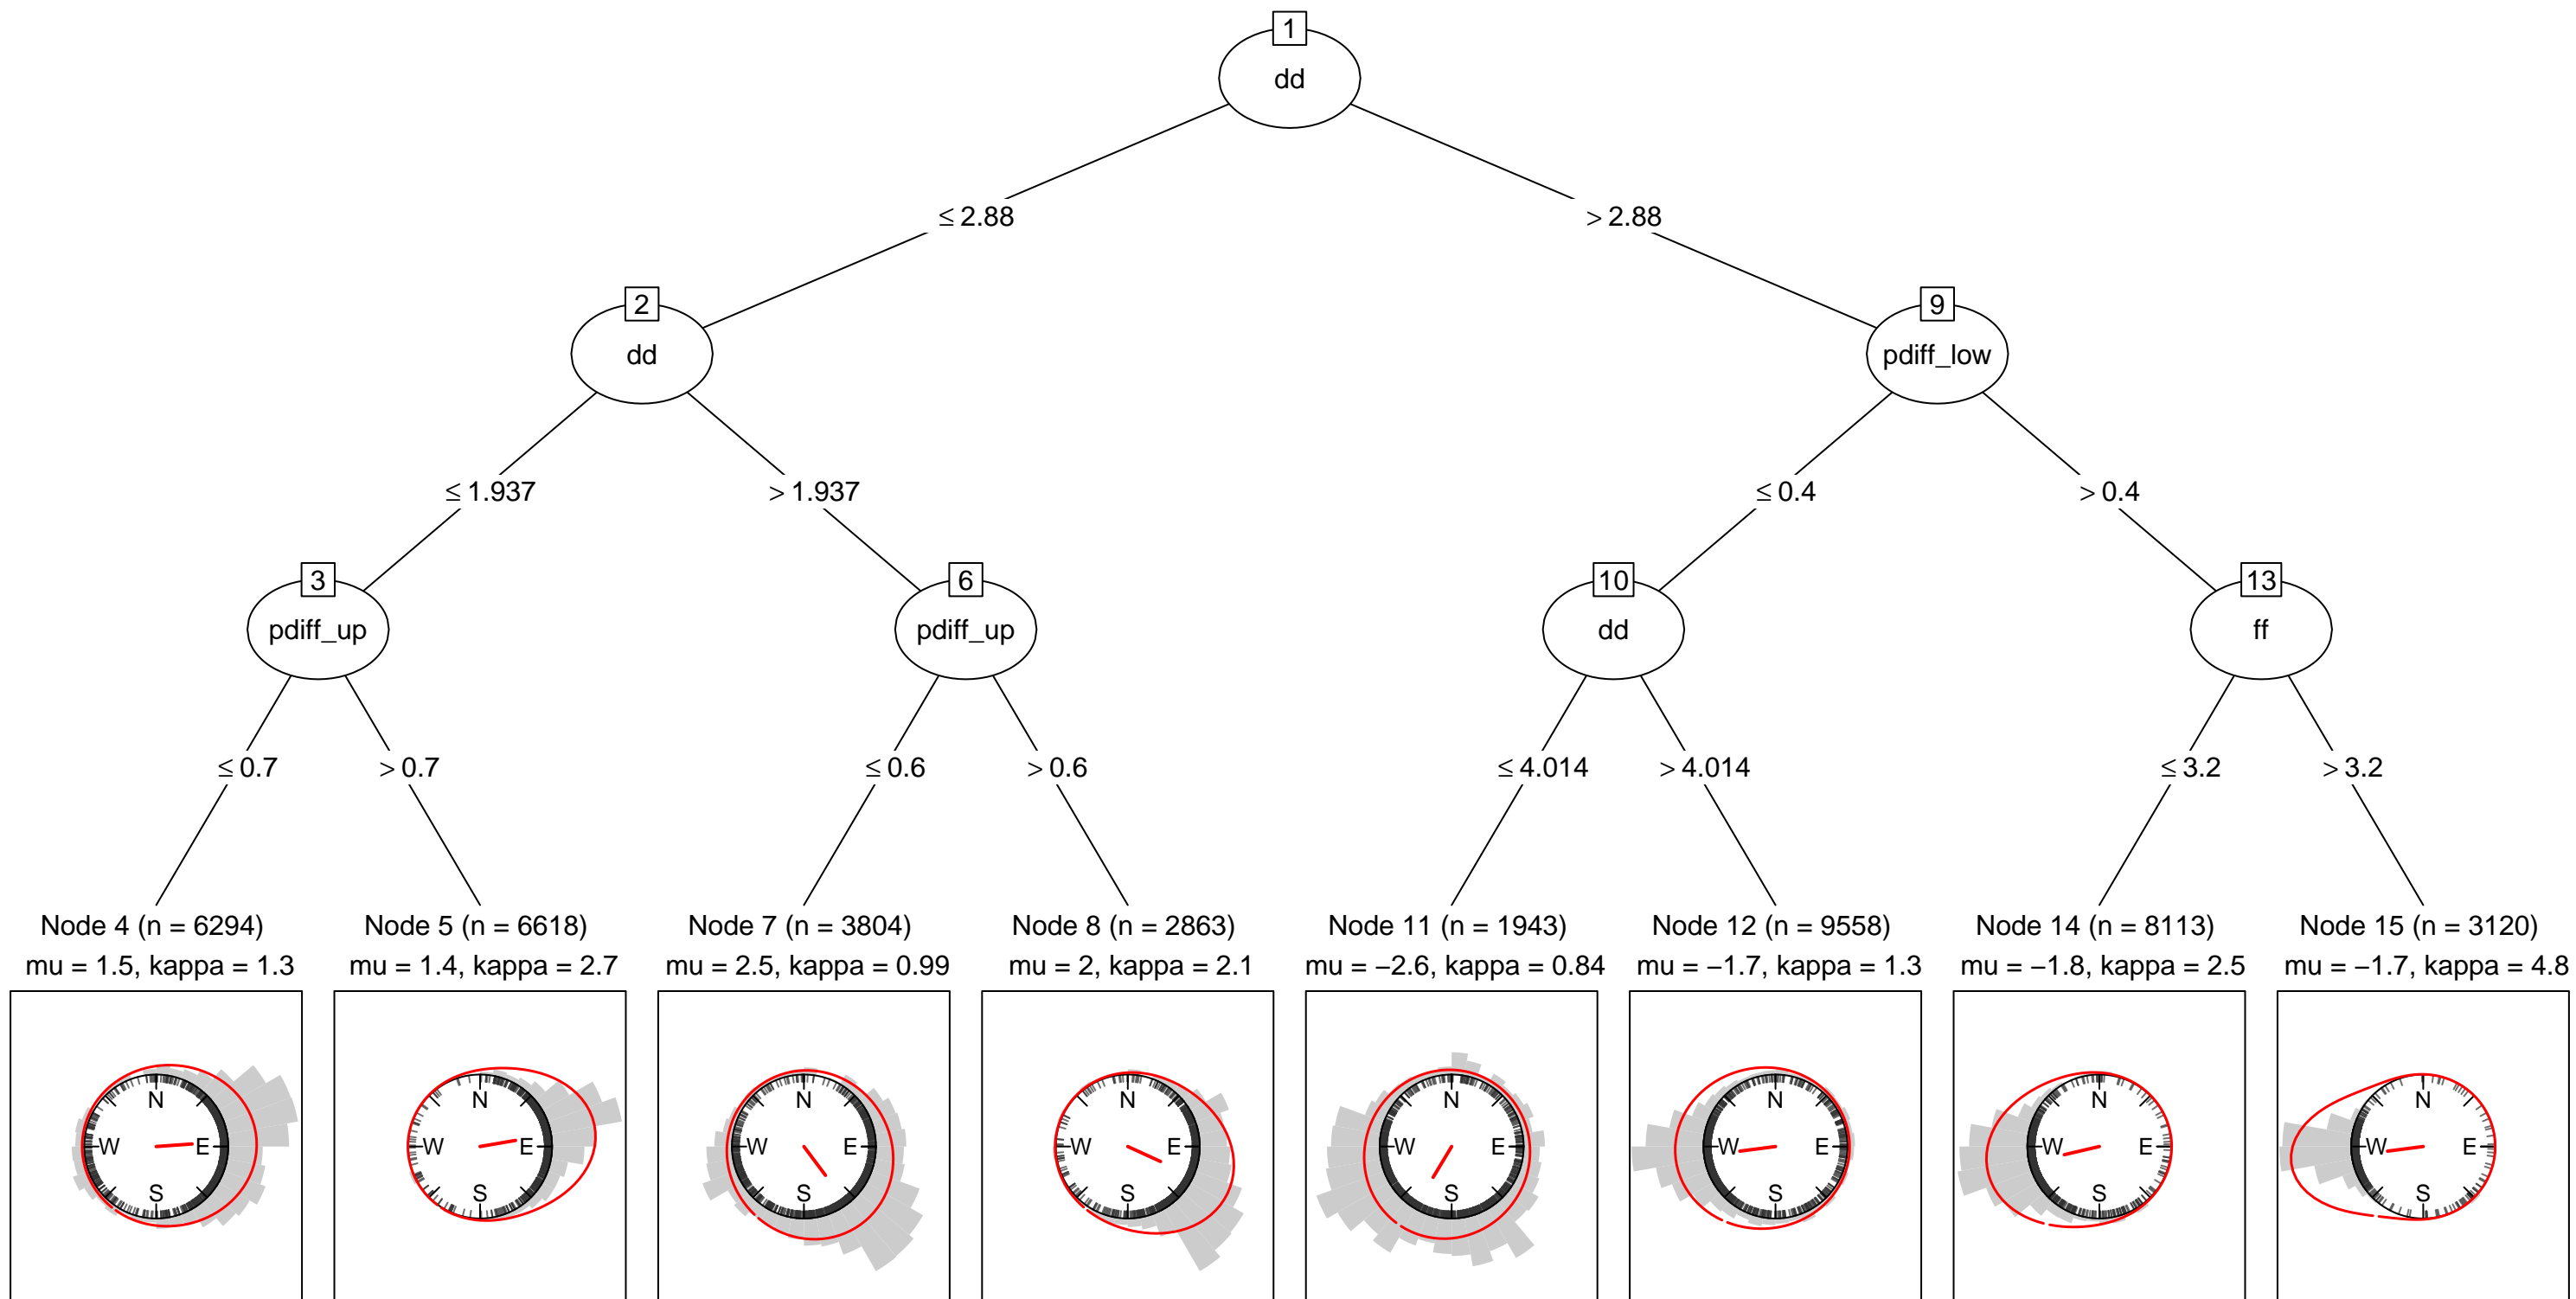 1
dd
≤ 2.88
> 2.88
2
dd
9
pdiff_low
≤ 1.937
> 1.937
≤ 0.4
> 0.4
3
pdiff_up
6
pdiff_up
10
dd
13
ff
≤ 0.7
> 0.7
≤ 0.6
> 0.6
≤ 4.014
> 4.014
≤ 3.2
> 3.2
Node 4 (n = 6294)
mu = 1.5, kappa = 1.3
Node 5 (n = 6618)
mu = 1.4, kappa = 2.7
Node 7 (n = 3804)
mu = 2.5, kappa = 0.99
Node 8 (n = 2863)
mu = 2, kappa = 2.1
Node 11 (n = 1943)
mu = −2.6, kappa = 0.84
Node 12 (n = 9558)
mu = −1.7, kappa = 1.3
Node 14 (n = 8113)
mu = −1.8, kappa = 2.5
Node 15 (n = 3120)
mu = −1.7, kappa = 4.8
N
W E
S
N
W E
S
N
W E
S
N
W E
S
N
W E
S
N
W E
S
N
W E
S
N
W E
S